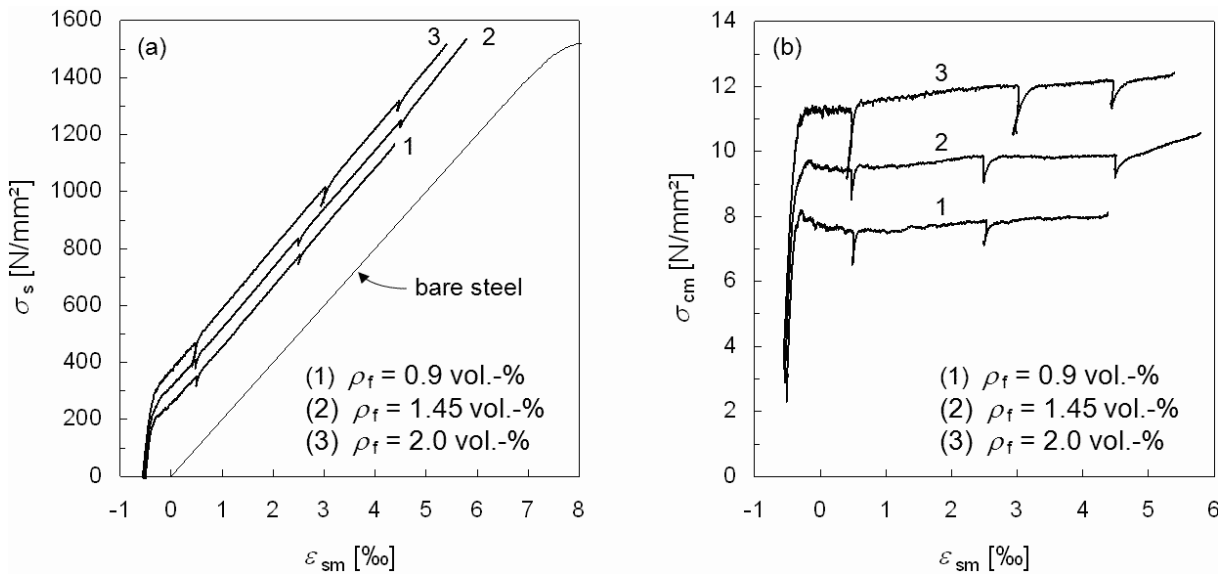 (a)
1600
1400
1200
1000
800
600
400
200
0
σs [N/mm²]
-1 0 1 2 3 4 5 6 7 8
εsm [‰]
3 2
1
bare steel
(1) ρf = 0.9 vol.-%
(2) ρf = 1.45 vol.-%
(3) ρf = 2.0 vol.-%
(b)
14
12
10
8
6
4
2
0
σcm [N/mm²]
-1 0 1 2 3 4 5 6
εsm [‰]
3
2
1
(1) ρf = 0.9 vol.-%
(2) ρf = 1.45 vol.-%
(3) ρf = 2.0 vol.-%